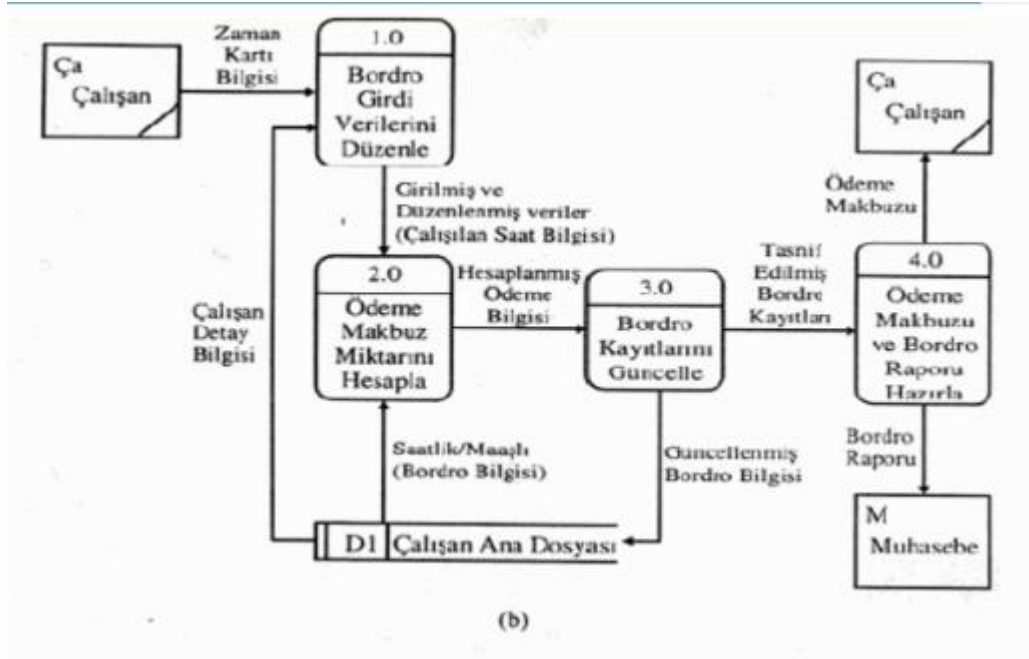 Ça
Çalışan
Zaman
Kartı
Bilgisi
1.0
Bordro
Girdi
Verilerini
Düzenle
Girilmiş ve
Düzenlenmiş veriler
(Çalışılan Saat Bilgisi)
Çalışan
Detay
Bilgisi
2.0
Ödeme
Makbuz
Miktarını
Hesapla
Hesaplanmış
Ödeme
Bilgisi
3.0
Bordro
Kayıtlarını
Güncelle
Tasnif
Edilmiş
Bordro
Kayıtları
4.0
Ödeme
Makbuzu
ve Bordro
Raporu
Hazırla
Ödeme
Makbuzu
Ça
Çalışan
Bordro
Raporu
M
Muhasebe
Saatlik/Maaşlı
(Bordro Bilgisi)
Güncellenmiş
Bordro Bilgisi
D1 Çalışan Ana Dosyası
(b)